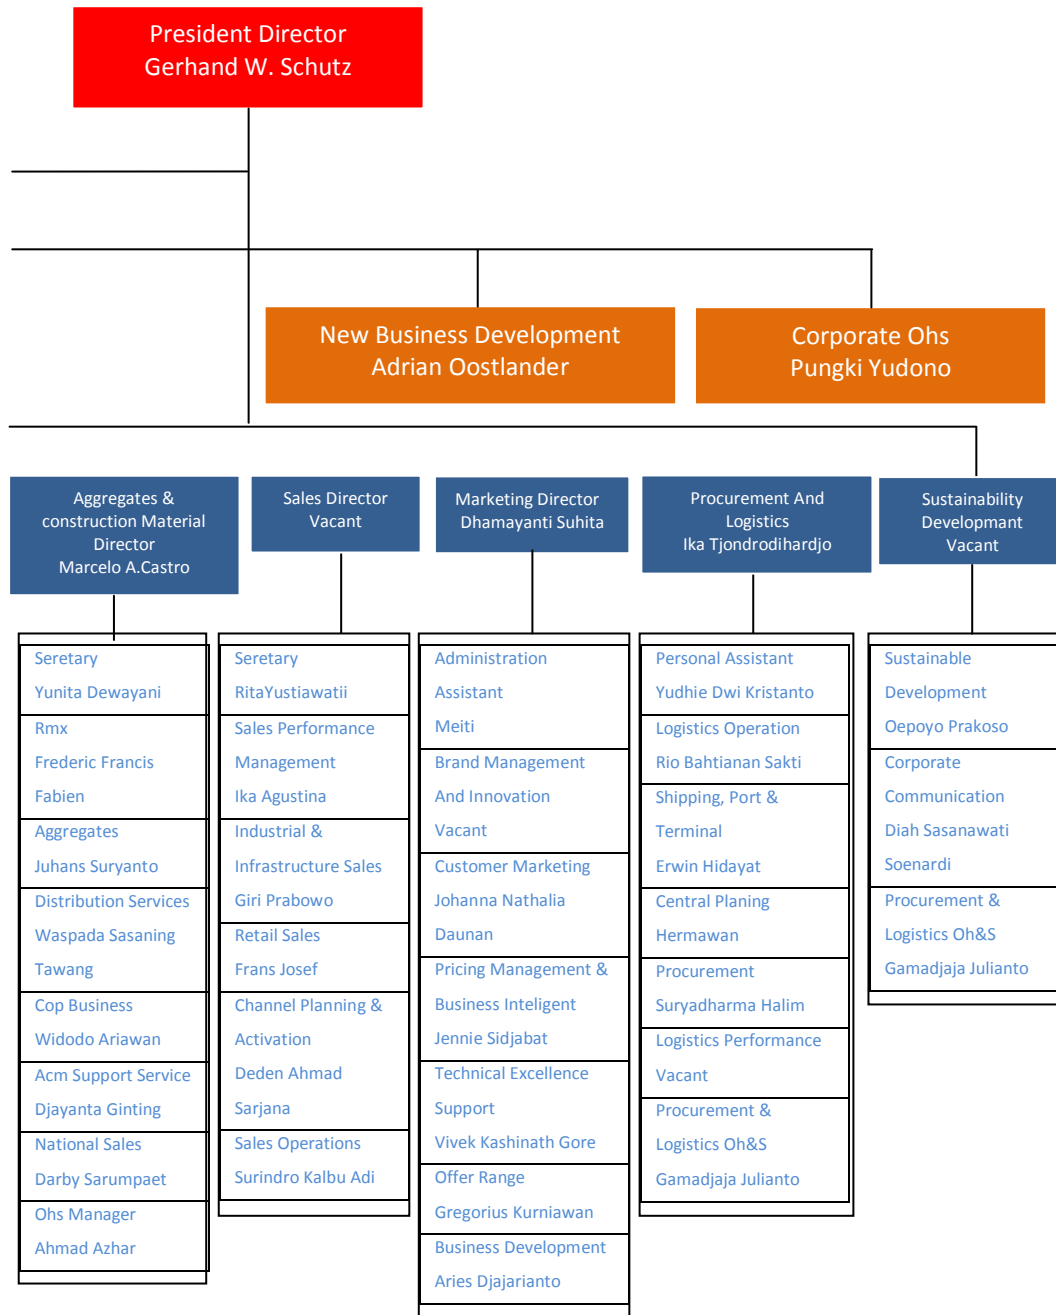 President Director
Gerhand W. Schutz
New Business Development
Adrian Oostlander
Corporate Ohs
Pungki Yudono
Aggregates &
construction Material
Director
Marcelo A.Castro
Sales Director
Vacant
Marketing Director
Dhamayanti Suhita
Procurement And
Logistics
Ika Tjondrodihardjo
Sustainability
Developmant
Vacant
Seretary
Yunita Dewayani
Rmx
Frederic Francis
Fabien
Aggregates
Juhans Suryanto
Distribution Services
Waspada Sasaning
Tawang
Cop Business
Widodo Ariawan
Acm Support Service
Djayanta Ginting
National Sales
Darby Sarumpaet
Ohs Manager
Ahmad Azhar
Seretary
RitaYustiawatii
Sales Performance
Management
Ika Agustina
Industrial &
Infrastructure Sales
Giri Prabowo
Retail Sales
Frans Josef
Channel Planning &
Activation
Deden Ahmad
Sarjana
Sales Operations
Surindro Kalbu Adi
Administration
Assistant
Meiti
Brand Management
And Innovation
Vacant
Customer Marketing
Johanna Nathalia
Daunan
Pricing Management &
Business Inteligent
Jennie Sidjabat
Technical Excellence
Support
Vivek Kashinath Gore
Offer Range
Gregorius Kurniawan
Business Development
Aries Djajarianto
Personal Assistant
Yudhie Dwi Kristanto
Logistics Operation
Rio Bahtianan Sakti
Shipping, Port &
Terminal
Erwin Hidayat
Central Planing
Hermawan
Procurement
Suryadharma Halim
Logistics Performance
Vacant
Procurement &
Logistics Oh&S
Gamadjaja Julianto
Sustainable
Development
Oepoyo Prakoso
Corporate
Communication
Diah Sasanawati
Soenardi
Procurement &
Logistics Oh&S
Gamadjaja Julianto